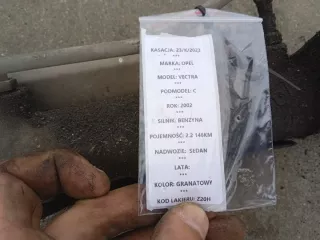 KASACJA: 25/X/2022
***
MARKA: OPEL
***
MODEL: VECTRA
***
PODMODEL: C
***
ROK: 2002
***
SILNIK: BENZYNA
***
POJEMNOŚĆ: 2.2 146KM
***
NADWOZIE: SEDAN
***
LATA:
***
KOLOR: GRANATOWY
***
KOD LAKIERU: Z20H